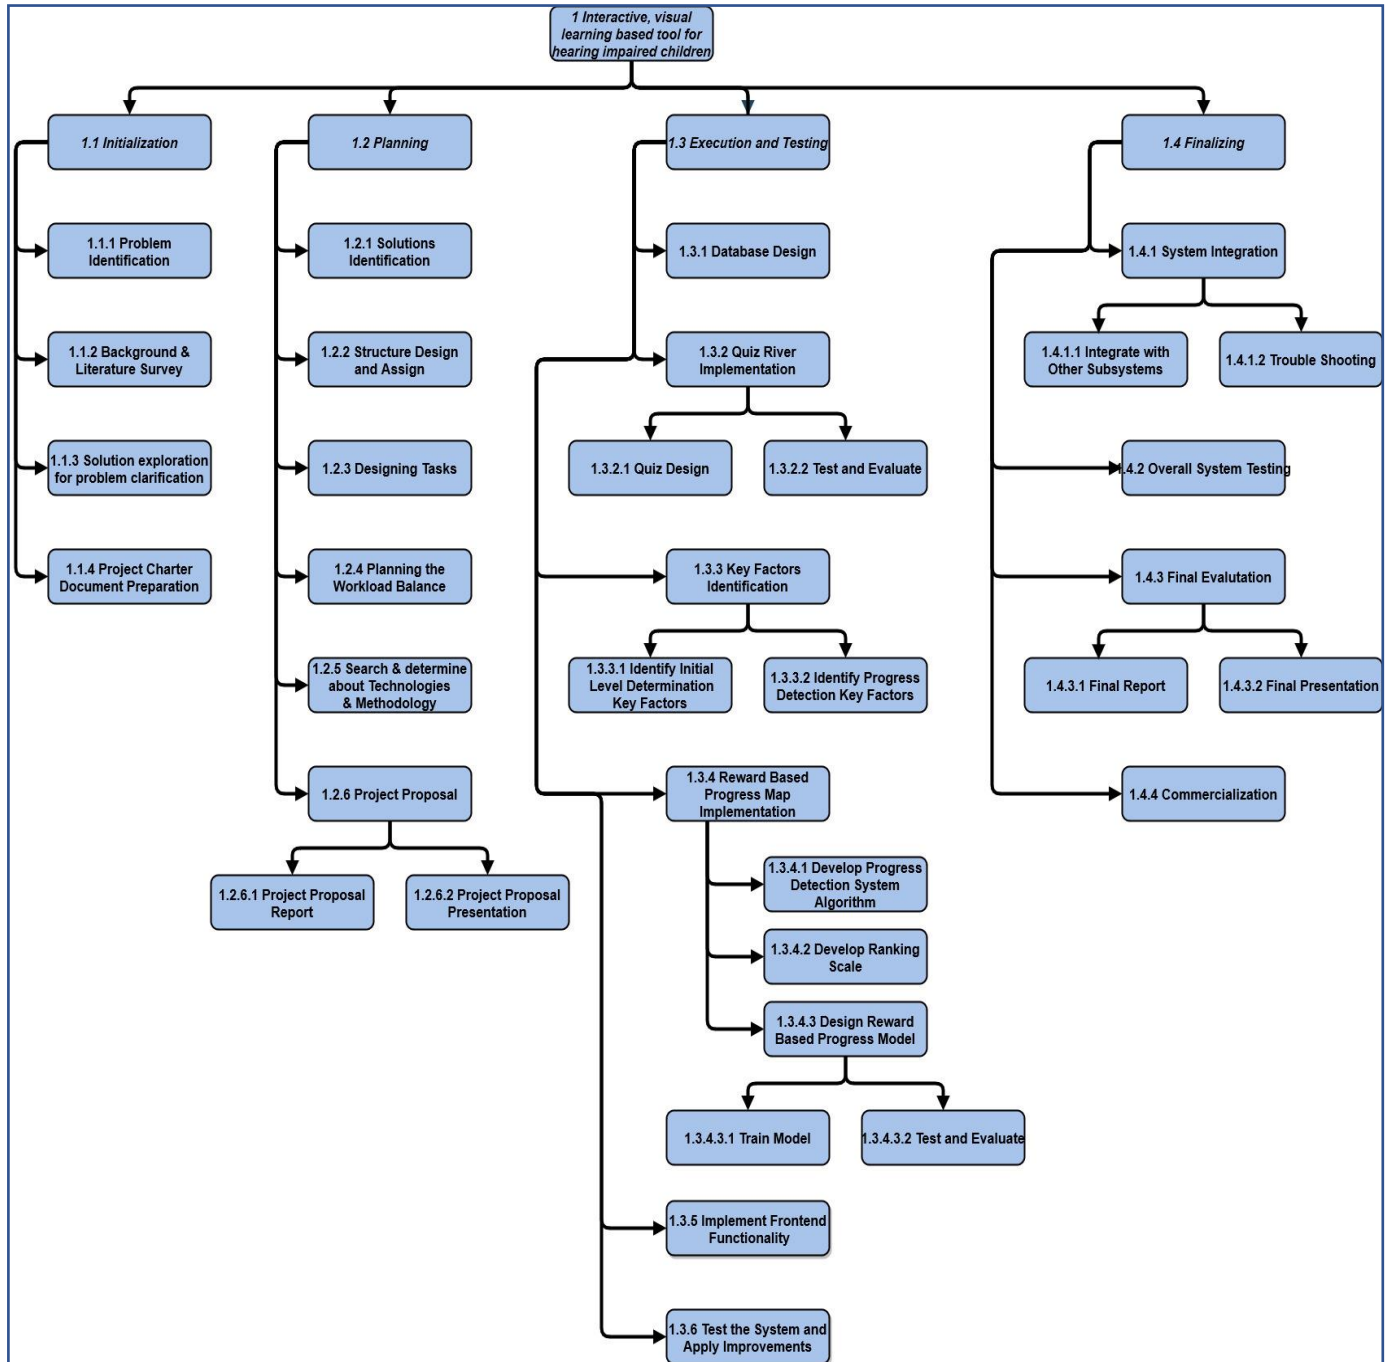 1 Interactive, visual
learning based tool for
hearing impaired children
1.1 Initialization
1.2 Planning
1.3 Execution and Testing
1.4 Finalizing
1.1.1 Problem
Identification
1.2.1 Solutions
Identification
1.3.1 Database Design
1.4.1 System Integration
1.1.2 Background &
Literature Survey
1.2.2 Structure Design
and Assign
1.3.2 Quiz River
Implementation
1.4.1.1 Integrate with
Other Subsystems
1.4.1.2 Trouble Shooting
1.1.3 Solution exploration
for problem clarification
1.2.3 Designing Tasks
1.3.2.1 Quiz Design
1.3.2.2 Test and Evaluate
1.4.2 Overall System Testing
1.1.4 Project Charter
Document Preparation
1.2.4 Planning the
Workload Balance
1.3.3 Key Factors
Identification
1.4.3 Final Evalutation
1.2.5 Search & determine
about Technologies
& Methodology
1.3.3.1 Identify Initial
Level Determination
Key Factors
1.3.3.2 Identify Progress
Detection Key Factors
1.4.3.1 Final Report
1.4.3.2 Final Presentation
1.2.6 Project Proposal
1.3.4 Reward Based
Progress Map
Implementation
1.4.4 Commercialization
1.2.6.1 Project Proposal
Report
1.2.6.2 Project Proposal
Presentation
1.3.4.1 Develop Progress
Detection System
Algorithm
1.3.4.2 Develop Ranking
Scale
1.3.4.3 Design Reward
Based Progress Model
1.3.4.3.1 Train Model
1.3.4.3.2 Test and Evaluate
1.3.5 Implement Frontend
Functionality
1.3.6 Test the System and
Apply Improvements